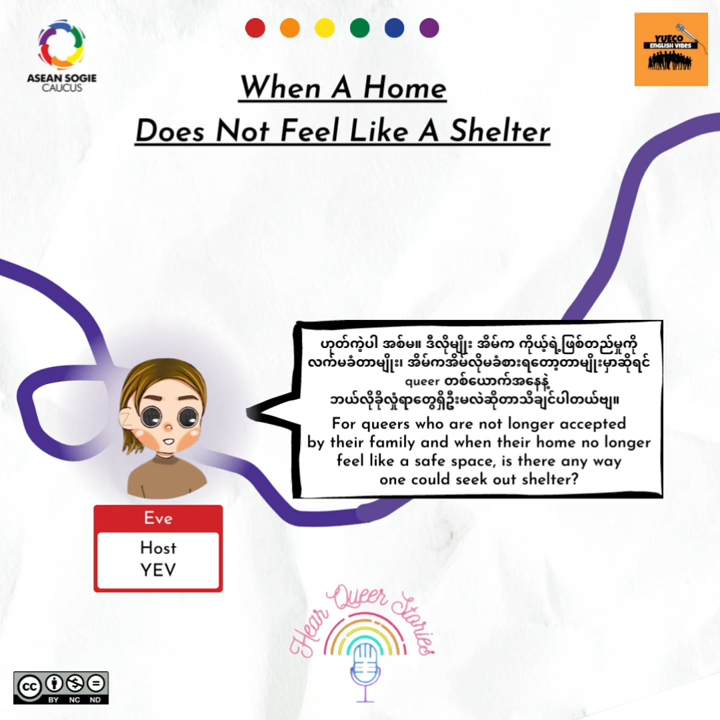 ASEAN SOGIE
CAUCUS
YUECO
ENGLISH VIBES
When A Home
Does Not Feel Like A Shelter
ဟုတ်ကဲ့ပါ အစ်မ။ ဒီလိုမျိုး အိမ်က ကိုယ့်ရဲ့ဖြစ်တည်မှုကို
လက်မခံတာမျိုး၊ အိမ်ကအိမ်လိုမခံစားရတော့တာမျိုးမှာဆိုရင်
queer တစ်ယောက်အနေနဲ့
ဘယ်လိုခိုလှုံရာတွေရှိဦးမလဲဆိုတာသိချင်ပါတယ်ဗျ။
For queers who are not longer accepted
by their family and when their home no longer
feel like a safe space, is there any way
one could seek out shelter?
Eve
Host
YEV
Hear Queer Stories
cc
BY NC ND